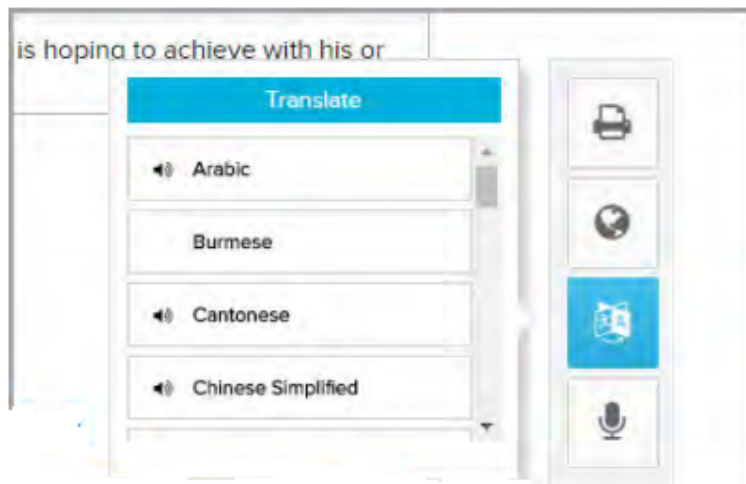 is hoping to achieve with his or
Translate
Arabic
Burmese
Cantonese
Chinese Simplified